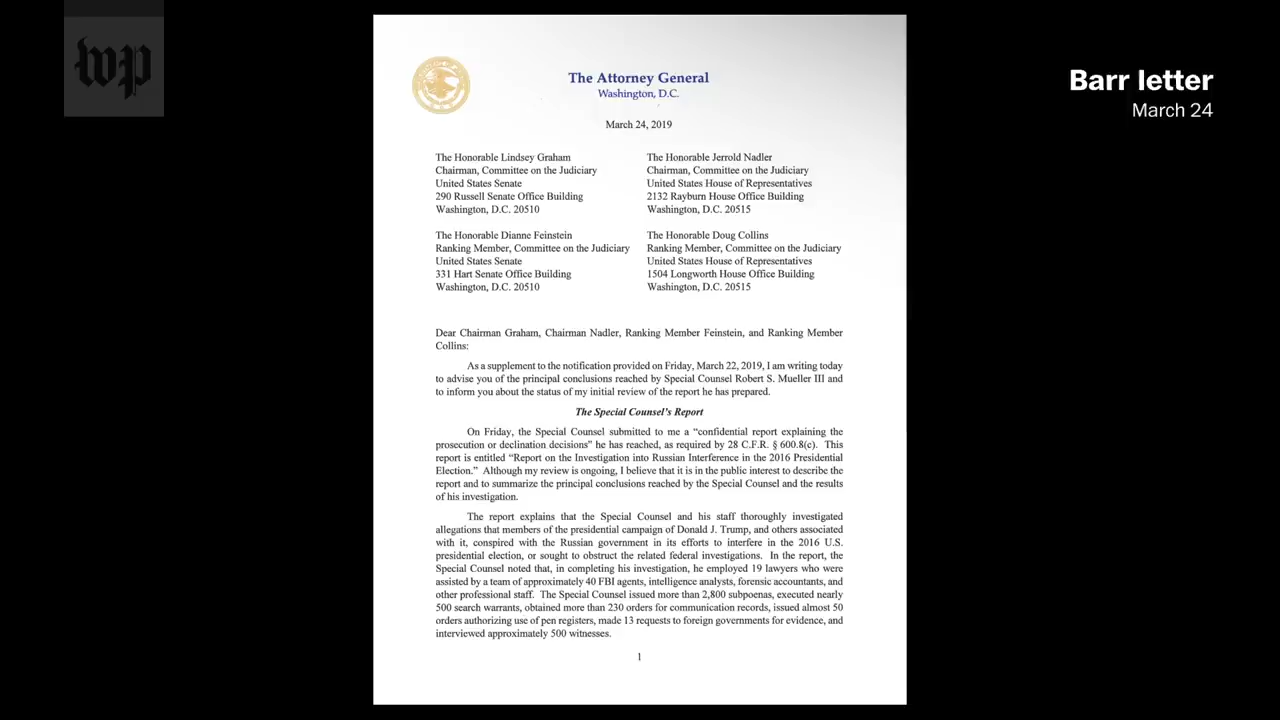 wp
Barr letter
March 24
The Attorney General
Washington, D.C.
March 24, 2019
The Honorable Lindsey Graham
Chairman, Committee on the Judiciary
United States Senate
290 Russell Senate Office Building
Washington, D.C. 20510
The Honorable Jerrold Nadler
Chairman, Committee on the Judiciary
United States House of Representatives
2132 Rayburn House Office Building
Washington, D.C. 20515
The Honorable Dianne Feinstein
Ranking Member, Committee on the Judiciary
United States Senate
331 Hart Senate Office Building
Washington, D.C. 20510
The Honorable Doug Collins
Ranking Member, Committee on the Judiciary
United States House of Representatives
1504 Longworth House Office Building
Washington, D.C. 20515
Dear Chairman Graham, Chairman Nadler, Ranking Member Feinstein, and Ranking Member
Collins:
As a supplement to the notification provided on Friday, March 22, 2019, I am writing today
to advise you of the principal conclusions reached by Special Counsel Robert S. Mueller III and
to inform you about the status of my initial review of the report he has prepared.
The Special Counsel's Report
On Friday, the Special Counsel submitted to me a “confidential report explaining the
prosecution or declination decisions” he has reached, as required by 28 C.F.R. § 600.8(c). This
report is entitled “Report on the Investigation into Russian Interference in the 2016 Presidential
Election.” Although my review is ongoing, I believe that it is in the public interest to describe the
report and to summarize the principal conclusions reached by the Special Counsel and the results
of his investigation.
The report explains that the Special Counsel and his staff thoroughly investigated
allegations that members of the presidential campaign of Donald J. Trump, and others associated
with it, conspired with the Russian government in its efforts to interfere in the 2016 U.S.
presidential election, or sought to obstruct the related federal investigations. In the report, the
Special Counsel noted that, in completing his investigation, he employed 19 lawyers who were
assisted by a team of approximately 40 FBI agents, intelligence analysts, forensic accountants, and
other professional staff. The Special Counsel issued more than 2,800 subpoenas, executed nearly
500 search warrants, obtained more than 230 orders for communication records, issued almost 50
orders authorizing use of pen registers, made 13 requests to foreign governments for evidence, and
interviewed approximately 500 witnesses.
1